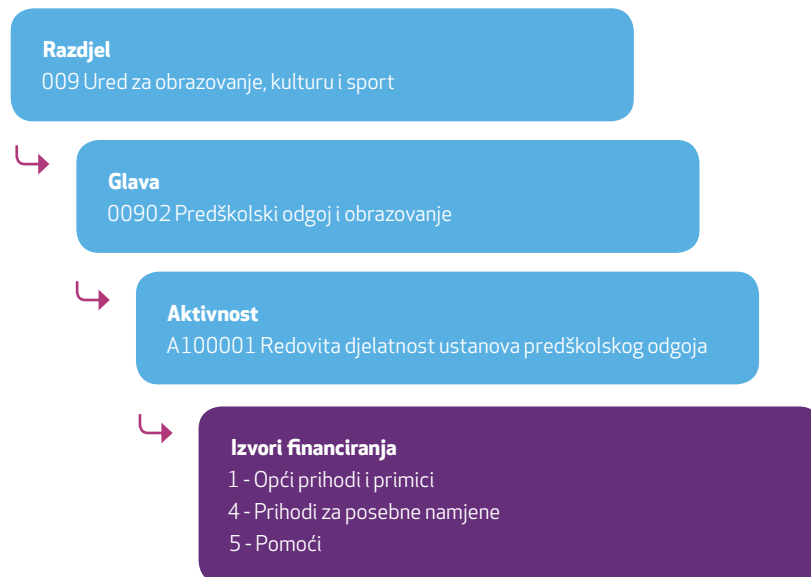 Razdjel
009 Ured za obrazovanje, kulturu i sport
Glava
00902 Predškolski odgoj i obrazovanje
Aktivnost
A100001 Redovita djelatnost ustanova predškolskog odgoja
Izvori financiranja
1 - Opći prihodi i primici
4 - Prihodi za posebne namjene
5 - Pomoći